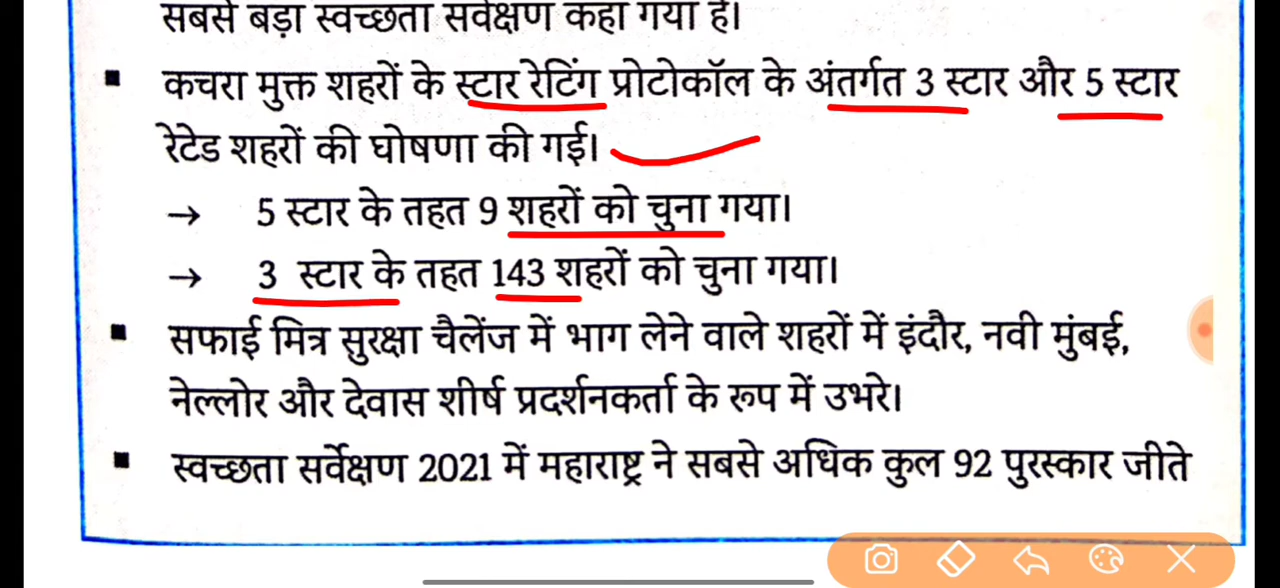 सबसे बड़ा स्वच्छता सर्वेक्षण कहा गया है।
▪ कचरा मुक्त शहरों के स्टार रेटिंग प्रोटोकॉल के अंतर्गत 3 स्टार और 5 स्टार
रेटेड शहरों की घोषणा की गई।
→ 5 स्टार के तहत 9 शहरों को चुना गया।
→ 3 स्टार के तहत 143 शहरों को चुना गया।
▪ सफाई मित्र सुरक्षा चैलेंज में भाग लेने वाले शहरों में इंदौर, नवी मुंबई,
नेल्लोर और देवास शीर्ष प्रदर्शनकर्ता के रूप में उभरे।
▪ स्वच्छता सर्वेक्षण 2021 में महाराष्ट्र ने सबसे अधिक कुल 92 पुरस्कार जीते